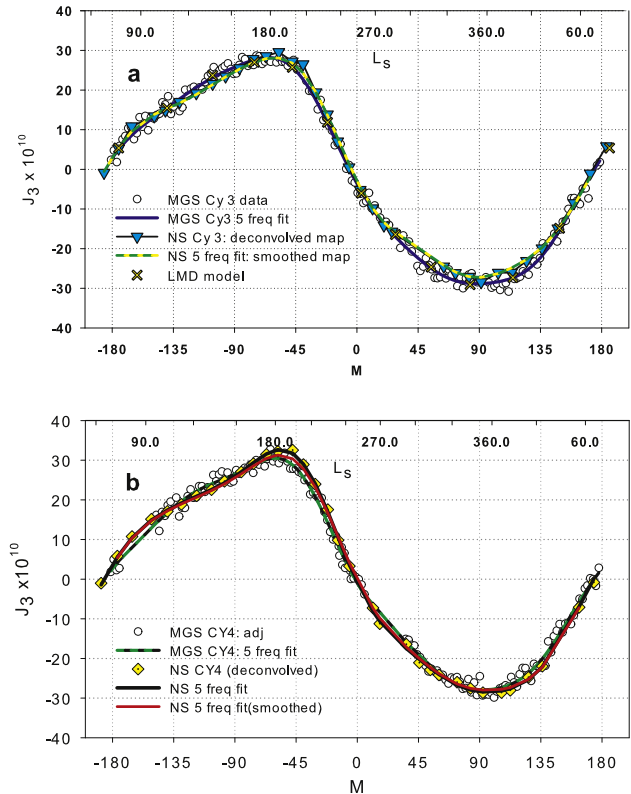 90.0 180.0 270.0 360.0 60.0
a
Ls
40
30
20
10
0
-10
-20
-30
-40
J3 x 10^10
MGS Cy 3 data
MGS Cy3 5 freq fit
NS Cy 3: deconvolved map
NS 5 freq fit: smoothed map
LMD model
-180 -135 -90 -45 0 45 90 135 180
M
90.0 180.0 270.0 360.0 60.0
b
Ls
40
30
20
10
0
-10
-20
-30
-40
J3 x10^10
MGS CY4: adj
MGS CY4: 5 freq fit
NS CY4 (deconvolved)
NS 5 freq fit
NS 5 freq fit(smoothed)
-180 -135 -90 -45 0 45 90 135 180
M